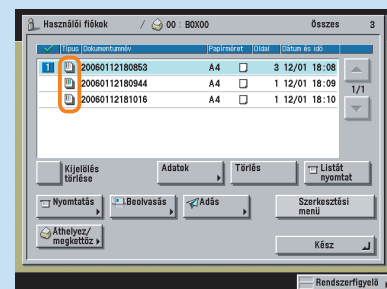 Használói fiókok / 00 : BOX00 Összes 3
Típus Dokumentumnév Papírméret Oldal Dátum és idő
1 20060112180853 A4 3 12/01 18:08
20060112180944 A4 1 12/01 18:09
20060112181016 A4 1 12/01 18:10
1/1
Kijelölés törlése
Adatok
Törlés
Listát nyomtat
Nyomtatás
Beolvasás
Adás
Szerkesztési menü
Áthelyez/ megkettőz
Kész
Rendszerfigyelő